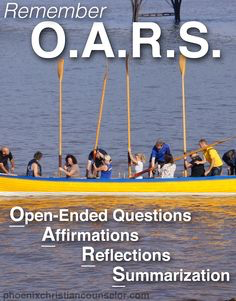 Remember
O.A.R.S.
Open-Ended Questions
Affirmations
Reflections
Summarization
phoenixchristiancounselor.com